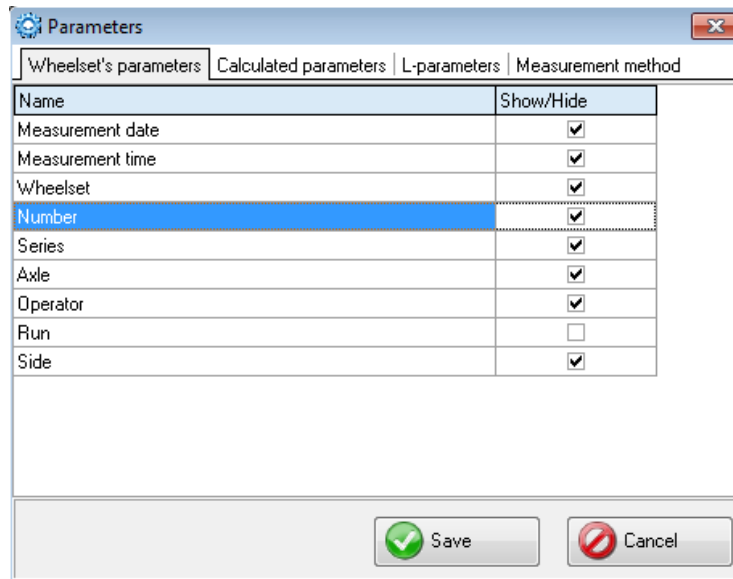 Parameters
Wheelset's parameters Calculated parameters L-parameters Measurement method
Name Show/Hide
Measurement date
Measurement time
Wheelset
Number
Series
Axle
Operator
Run
Side
Save Cancel